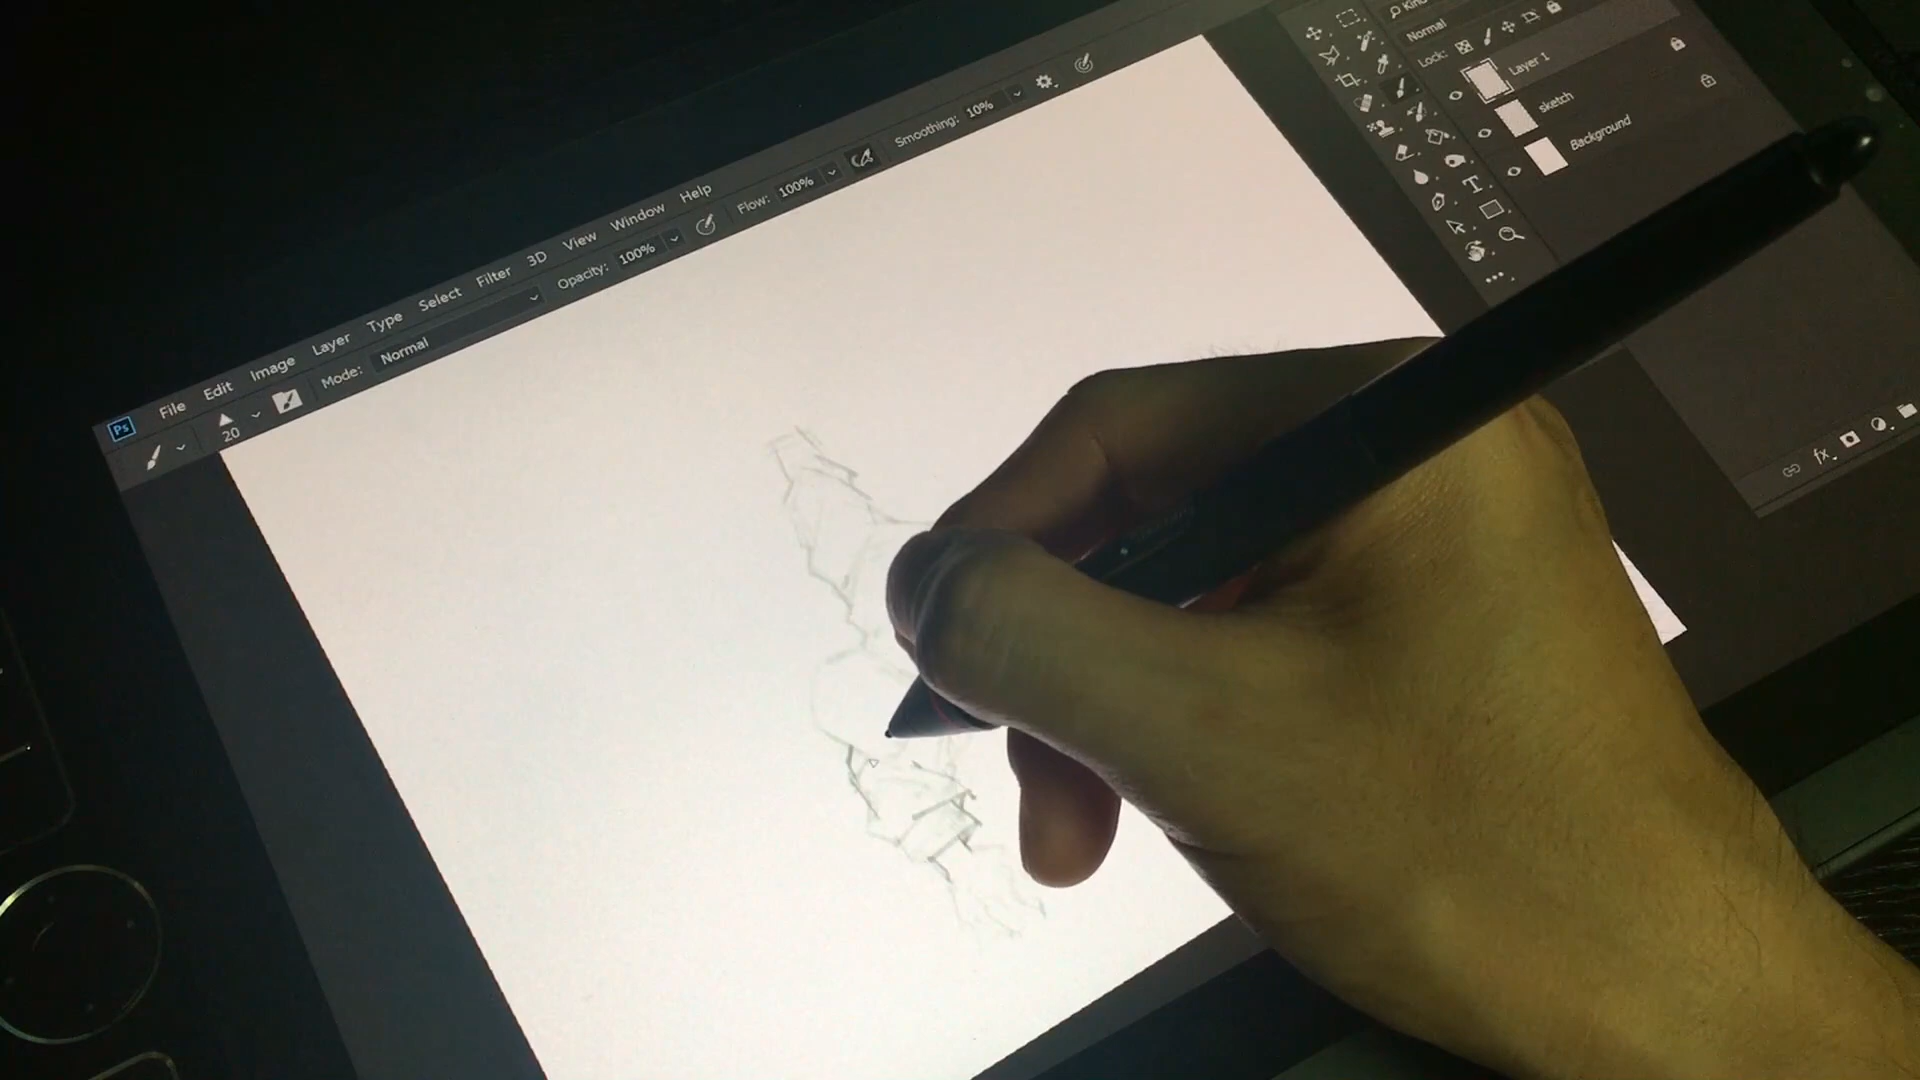 Ps File Edit Image Layer Type Select Filter 3D View Window Help
20 Mode: Normal Opacity: 100% Flow: 100% Smoothing: 10%
Normal
Lock:
Layer 1
sketch
Background
fx